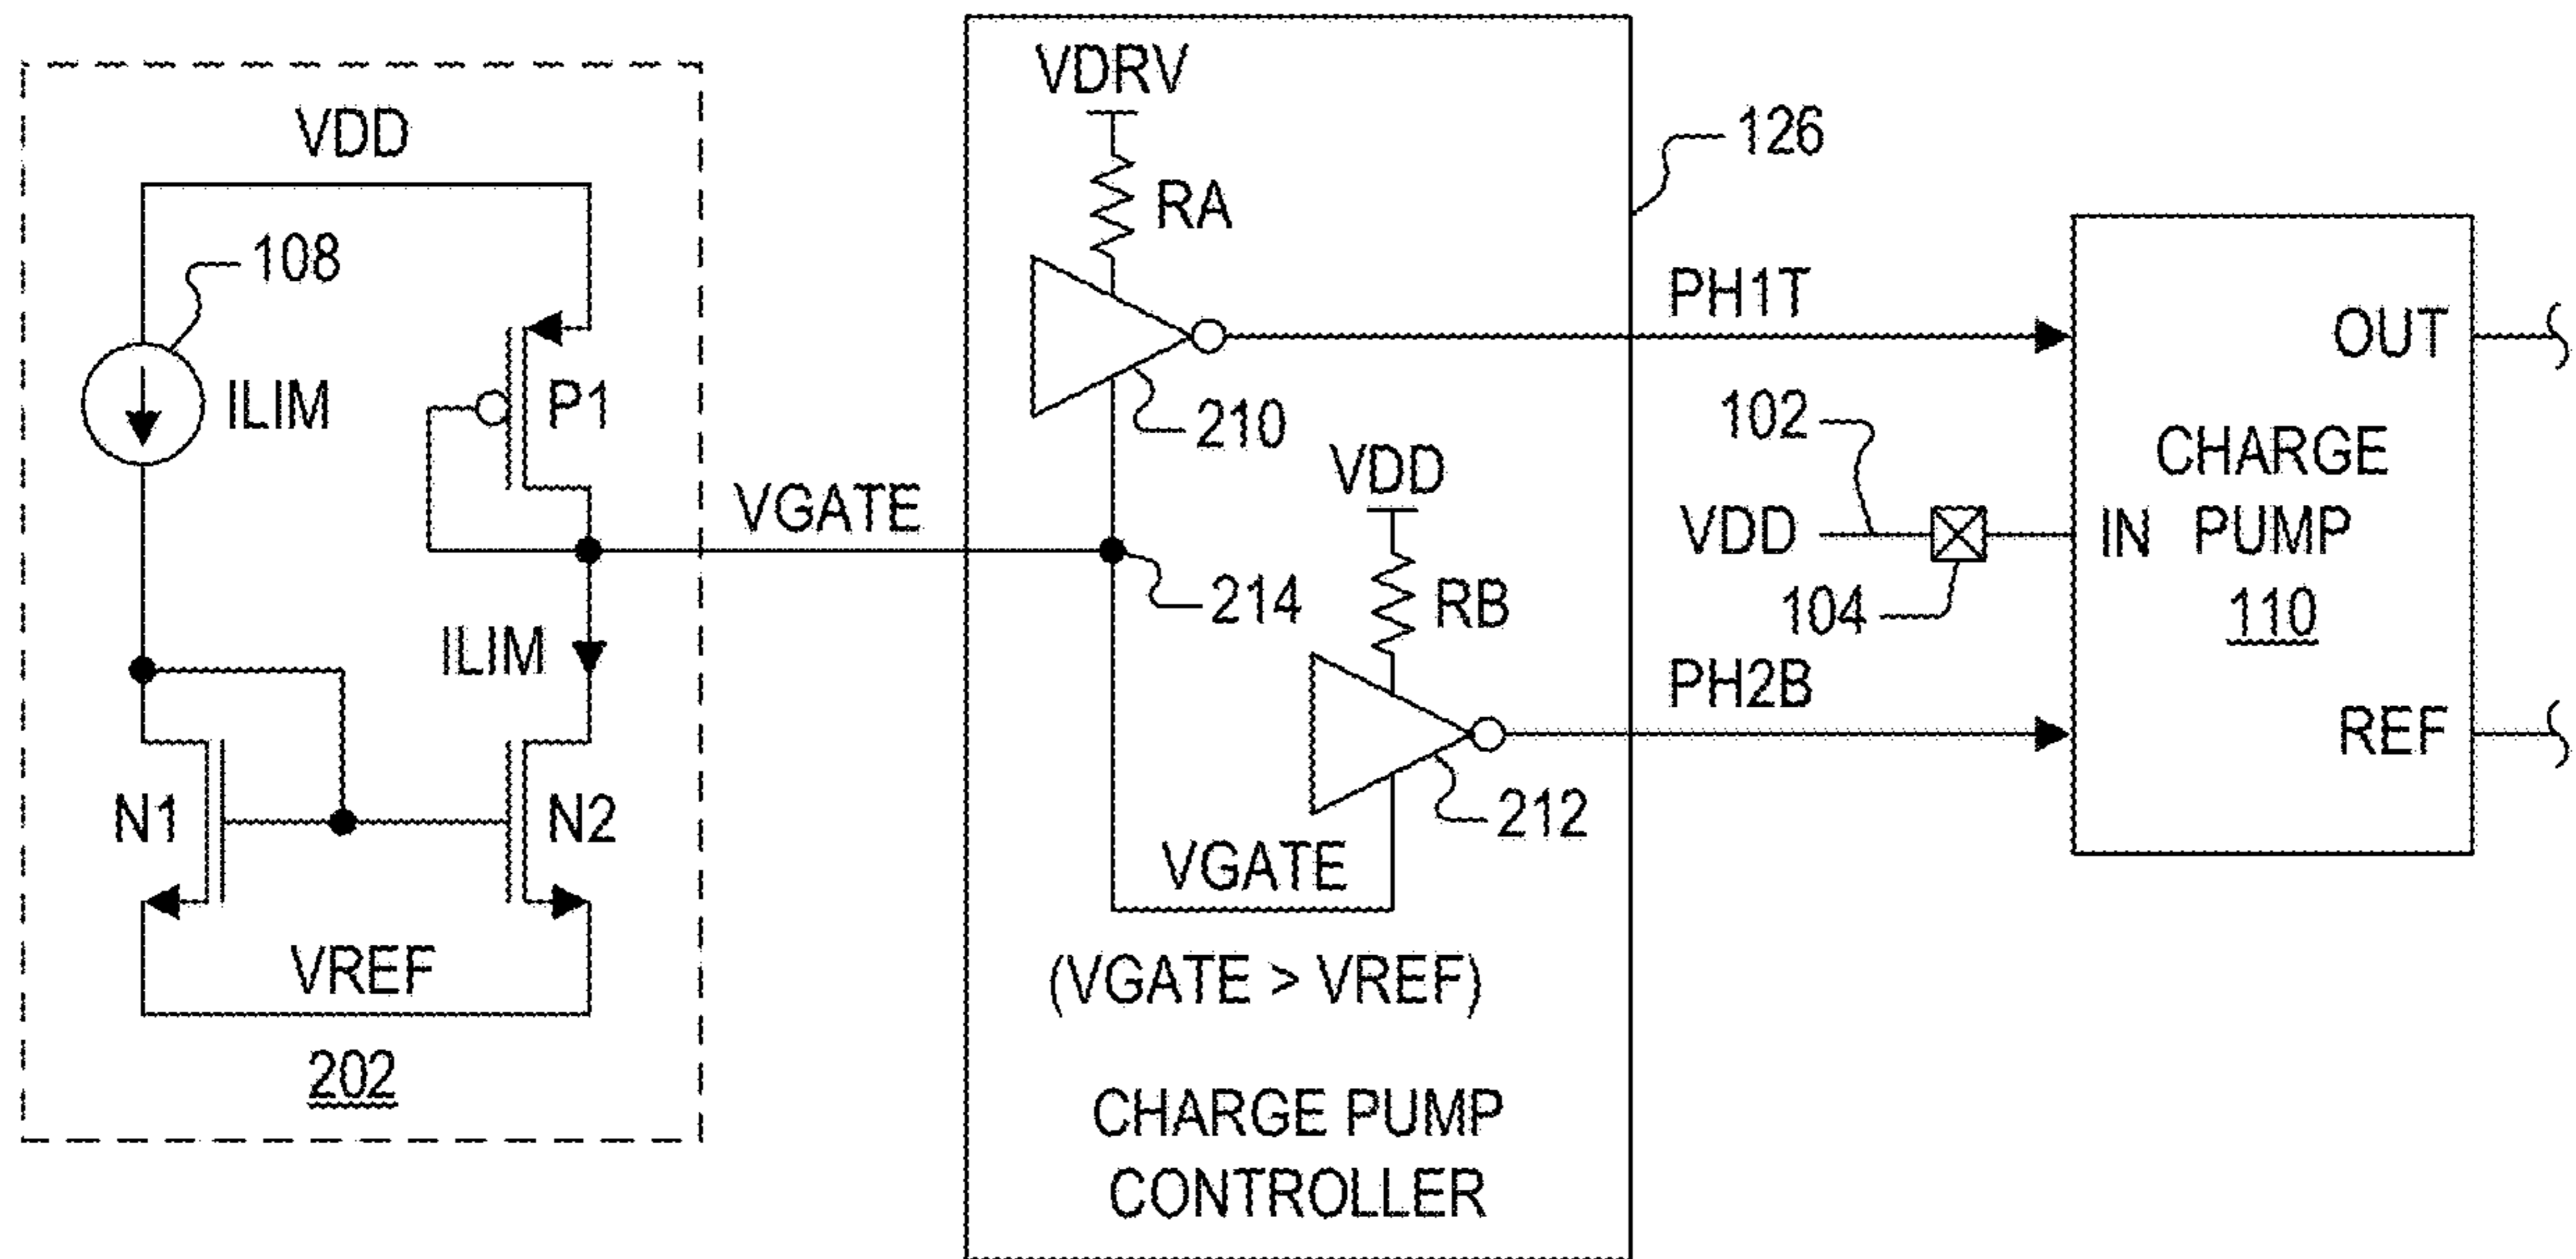 VDD
108
ILIM
P1
ILIM
N1
N2
VREF
202
VGATE
VDRV
RA
210
VDD
RB
214
212
VGATE
(VGATE > VREF)
CHARGE PUMP
CONTROLLER
126
PH1T
102
VDD
104
PH2B
OUT
CHARGE
IN PUMP
110
REF